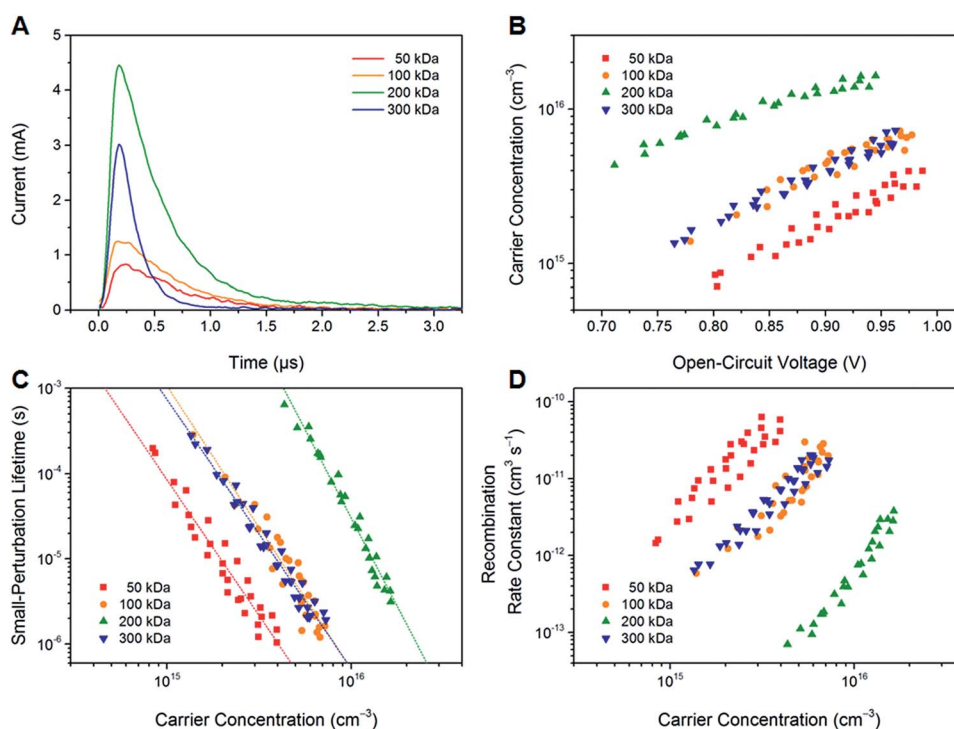 A
5
4
3
2
1
0
Current (mA)
50 kDa
100 kDa
200 kDa
300 kDa
0.0 0.5 1.0 1.5 2.0 2.5 3.0
Time (µs)
B
10¹⁶
10¹⁵
Carrier Concentration (cm⁻³)
50 kDa
100 kDa
200 kDa
300 kDa
0.70 0.75 0.80 0.85 0.90 0.95 1.00
Open-Circuit Voltage (V)
C
10⁻³
10⁻⁴
10⁻⁵
10⁻⁶
Small-Perturbation Lifetime (s)
50 kDa
100 kDa
200 kDa
300 kDa
10¹⁵ 10¹⁶
Carrier Concentration (cm⁻³)
D
10⁻¹⁰
10⁻¹¹
10⁻¹²
10⁻¹³
Recombination
Rate Constant (cm³ s⁻¹)
50 kDa
100 kDa
200 kDa
300 kDa
10¹⁵ 10¹⁶
Carrier Concentration (cm⁻³)